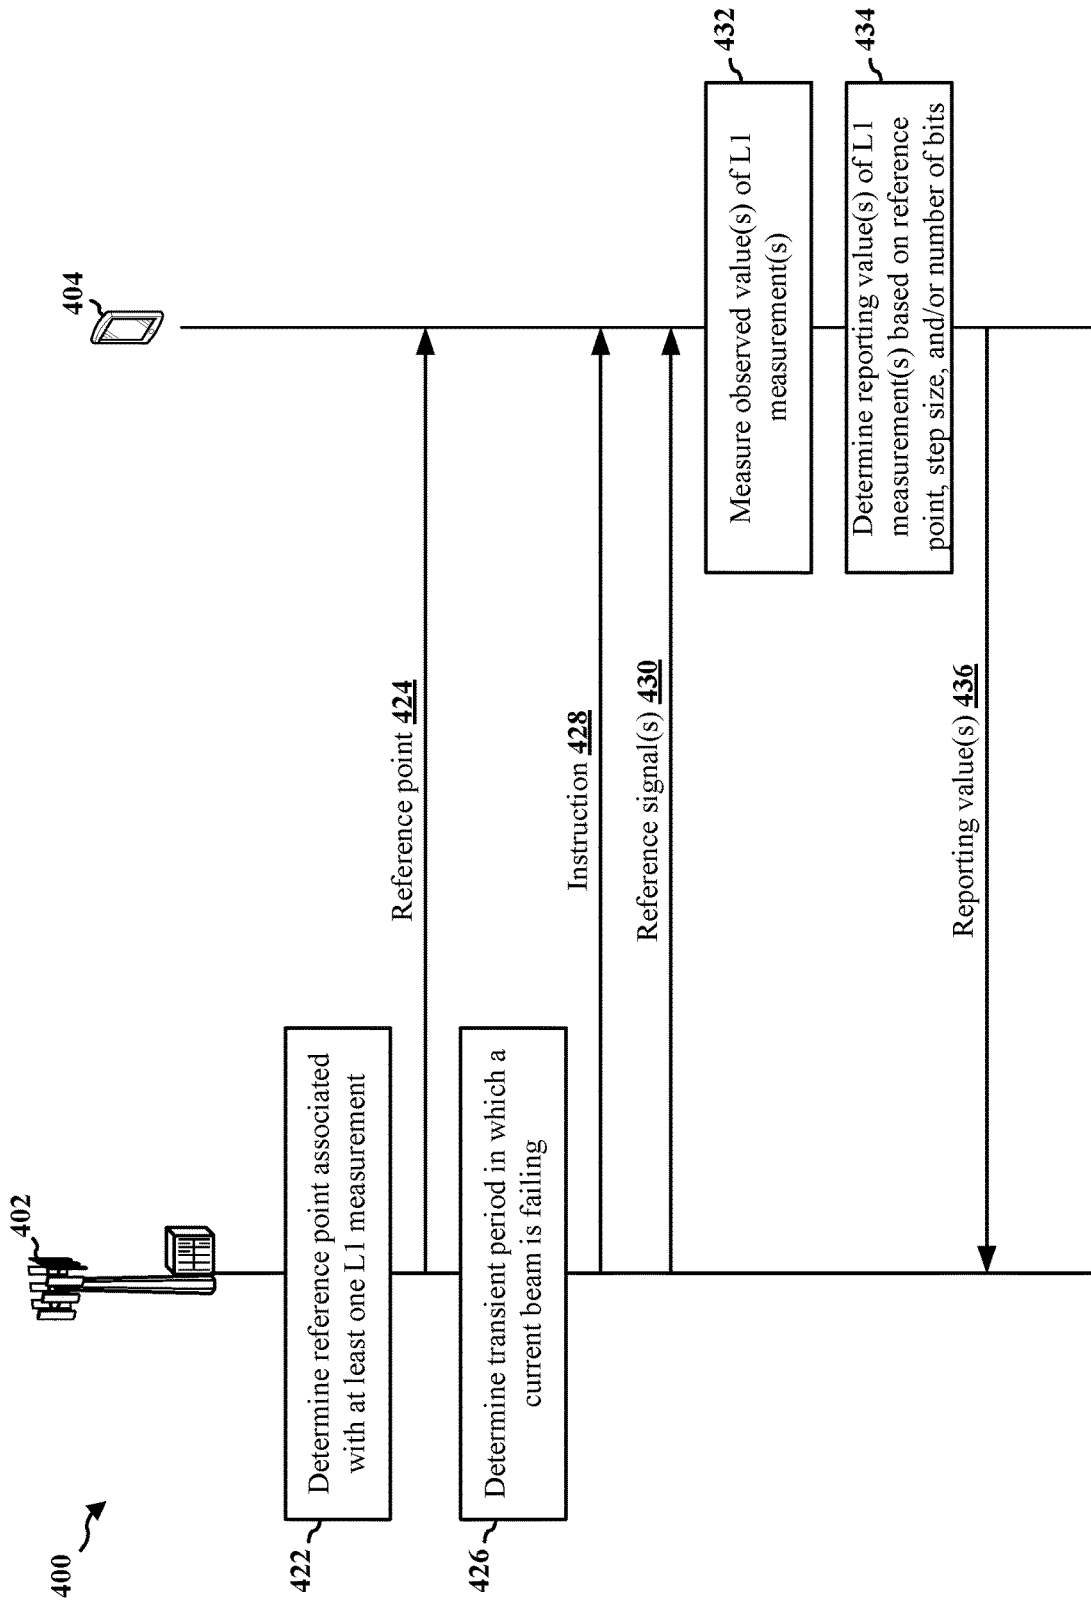 400
402
404
422
Determine reference point associated
with at least one L1 measurement
Reference point 424
426
Determine transient period in which a
current beam is failing
Instruction 428
Reference signal(s) 430
432
Measure observed value(s) of L1
measurement(s)
434
Determine reporting value(s) of L1
measurement(s) based on reference
point, step size, and/or number of bits
Reporting value(s) 436